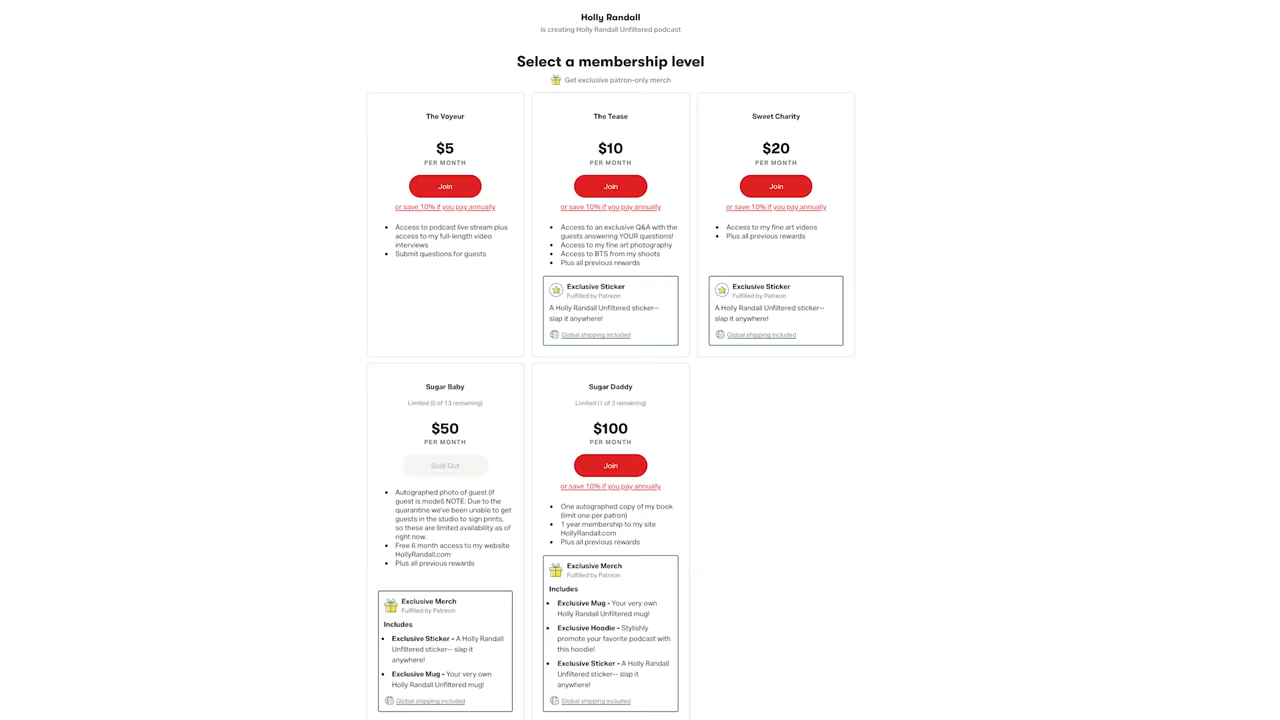 Holly Randall
is creating Holly Randall Unfiltered podcast
Select a membership level
Get exclusive patron-only merch
The Voyeur
$5
PER MONTH
Join
or save 10% if you pay annually
Access to podcast live stream plus
access to my full-length video
interviews
Submit questions for guests
The Tease
$10
PER MONTH
Join
or save 10% if you pay annually
Access to an exclusive Q&A with the
guests answering YOUR questions!
Access to my fine art photography
Access to BTS from my shoots
Plus all previous rewards
Exclusive Sticker
Fulfilled by Patreon
A Holly Randall Unfiltered sticker--
slap it anywhere!
Global shipping included
Sweet Charity
$20
PER MONTH
Join
or save 10% if you pay annually
Access to my fine art videos
Plus all previous rewards
Exclusive Sticker
Fulfilled by Patreon
A Holly Randall Unfiltered sticker--
slap it anywhere!
Global shipping included
Sugar Baby
Limited (0 of 13 remaining)
$50
PER MONTH
Sold Out
Autographed photo of guest (if
guest is model) NOTE: Due to the
quarantine we've been unable to get
guests in the studio to sign prints,
so these are limited availability as of
right now.
Free 6 month access to my website
HollyRandall.com
Plus all previous rewards
Exclusive Merch
Fulfilled by Patreon
Includes
Exclusive Sticker - A Holly Randall
Unfiltered sticker-- slap it
anywhere!
Exclusive Mug - Your very own
Holly Randall Unfiltered mug!
Global shipping included
Sugar Daddy
Limited (1 of 3 remaining)
$100
PER MONTH
Join
or save 10% if you pay annually
One autographed copy of my book
(limit one per patron)
1 year membership to my site
HollyRandall.com
Plus all previous rewards
Exclusive Merch
Fulfilled by Patreon
Includes
Exclusive Mug - Your very own
Holly Randall Unfiltered mug!
Exclusive Hoodie - Stylishly
promote your favorite podcast with
this hoodie!
Exclusive Sticker - A Holly Randall
Unfiltered sticker-- slap it
anywhere!
Global shipping included